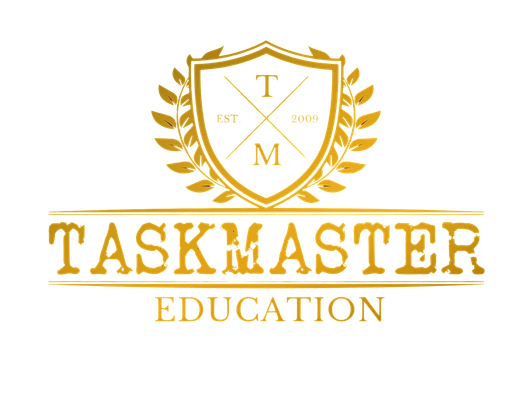 T
EST. 2009
M
TASKMASTER
EDUCATION